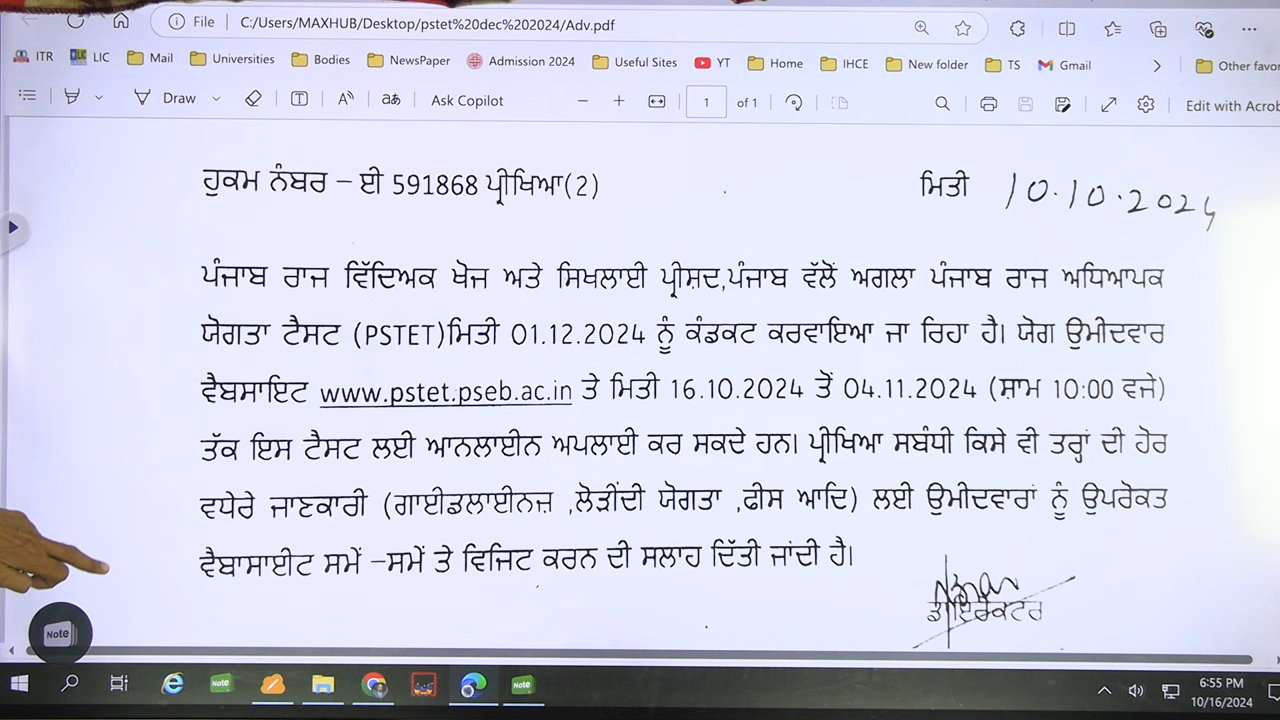 File | C:/Users/MAXHUB/Desktop/pstet%20dec%202024/Adv.pdf
ITR LIC Mail Universities Bodies NewsPaper Admission 2024 Useful Sites YT Home IHCE New folder TS Gmail Other favor
Draw aあ Ask Copilot 1 of 1 Edit with Acrob
ਹੁਕਮ ਨੰਬਰ – ਈ 591868 ਪ੍ਰੀਖਿਆ(2) ਮਿਤੀ 10.10.2024
ਪੰਜਾਬ ਰਾਜ ਵਿੱਦਿਅਕ ਖੋਜ ਅਤੇ ਸਿਖਲਾਈ ਪ੍ਰੀਸ਼ਦ,ਪੰਜਾਬ ਵੱਲੋਂ ਅਗਲਾ ਪੰਜਾਬ ਰਾਜ ਅਧਿਆਪਕ
ਯੋਗਤਾ ਟੈਸਟ (PSTET)ਮਿਤੀ 01.12.2024 ਨੂੰ ਕੰਡਕਟ ਕਰਵਾਇਆ ਜਾ ਰਿਹਾ ਹੈ। ਯੋਗ ਉਮੀਦਵਾਰ
ਵੈਬਸਾਇਟ www.pstet.pseb.ac.in ਤੇ ਮਿਤੀ 16.10.2024 ਤੋਂ 04.11.2024 (ਸ਼ਾਮ 10:00 ਵਜੇ)
ਤੱਕ ਇਸ ਟੈਸਟ ਲਈ ਆਨਲਾਈਨ ਅਪਲਾਈ ਕਰ ਸਕਦੇ ਹਨ। ਪ੍ਰੀਖਿਆ ਸਬੰਧੀ ਕਿਸੇ ਵੀ ਤਰ੍ਹਾਂ ਦੀ ਹੋਰ
ਵਧੇਰੇ ਜਾਣਕਾਰੀ (ਗਾਈਡਲਾਈਨਜ਼ ,ਲੋੜੀਂਦੀ ਯੋਗਤਾ ,ਫੀਸ ਆਦਿ) ਲਈ ਉਮੀਦਵਾਰਾਂ ਨੂੰ ਉਪਰੋਕਤ
ਵੈਬਾਸਾਈਟ ਸਮੇਂ –ਸਮੇਂ ਤੇ ਵਿਜਿਟ ਕਰਨ ਦੀ ਸਲਾਹ ਦਿੱਤੀ ਜਾਂਦੀ ਹੈ।
ਡਾਇਰੈਕਟਰ
Note
Note Note 6:55 PM
10/16/2024